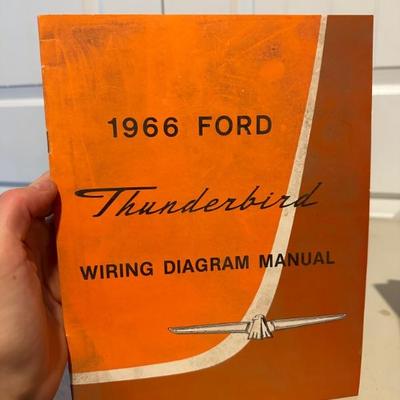 1966 FORD
Thunderbird
WIRING DIAGRAM MANUAL